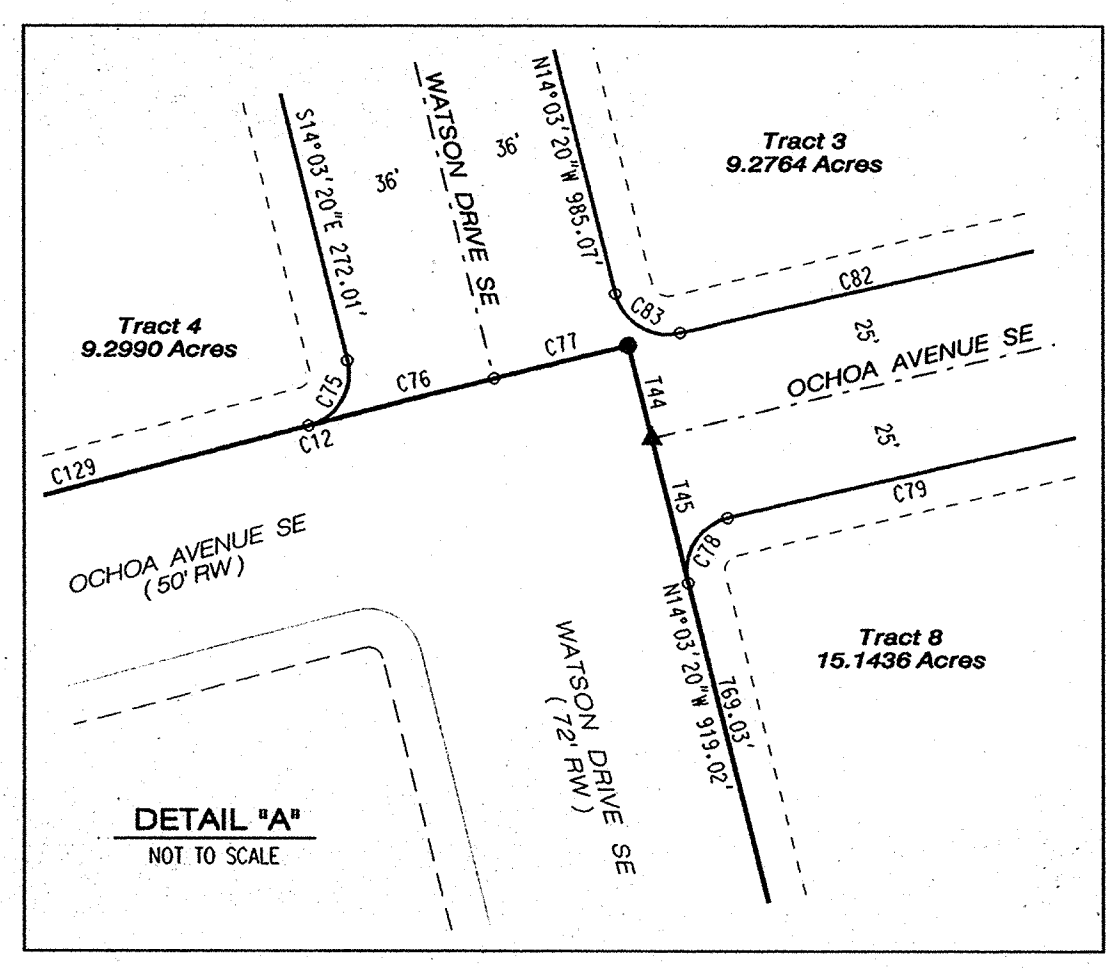 S14°03'20"E 272.01'
WATSON DRIVE SE
36'
36'
N14°03'20"W 985.07'
Tract 3
9.2764 Acres
Tract 4
9.2990 Acres
C83
C82
25'
OCHOA AVENUE SE
25'
C77
C76
C75
C12
C129
T44
T45
C79
C78
OCHOA AVENUE SE
( 50' RW )
N14°03'20"W 919.02'
769.03'
Tract 8
15.1436 Acres
WATSON DRIVE SE
( 72' RW )
DETAIL "A"
NOT TO SCALE